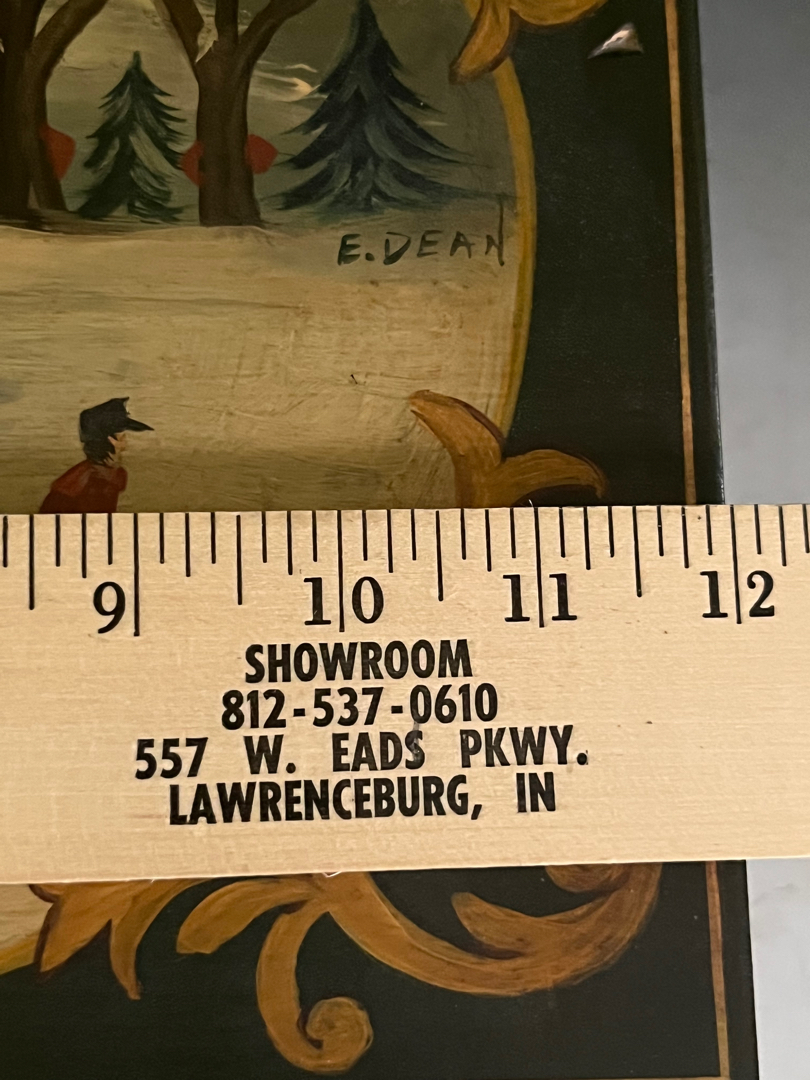 E. DEAN
9 10 11 12
SHOWROOM
812-537-0610
557 W. EADS PKWY.
LAWRENCEBURG, IN